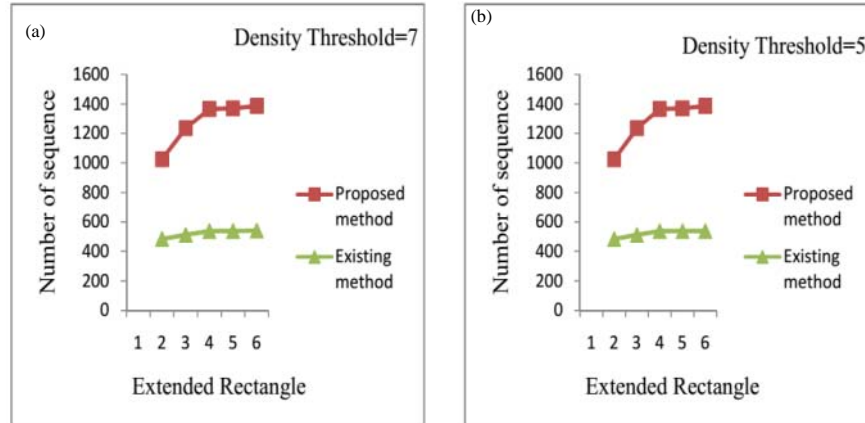 (a)
Density Threshold=7
1600
1400
1200
1000
800
600
400
200
0
Number of sequence
Proposed
method
Existing
method
1 2 3 4 5 6
Extended Rectangle
(b)
Density Threshold=5
1600
1400
1200
1000
800
600
400
200
0
Number of sequence
Proposed
method
Existing
method
1 2 3 4 5 6
Extended Rectangle